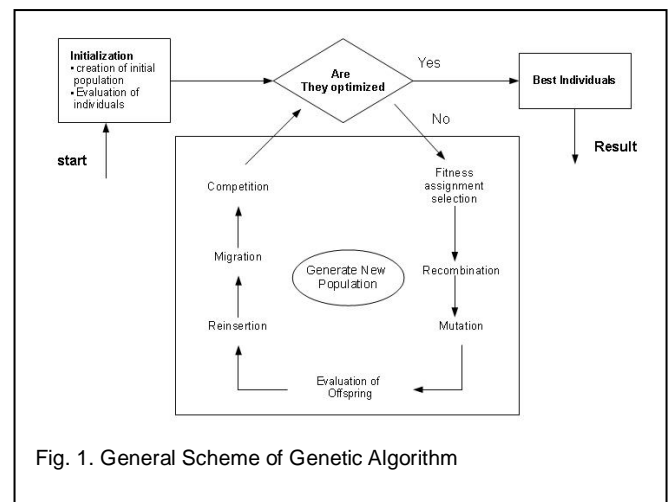 Initialization
▪ creation of initial
population
▪ Evaluation of
individuals
Are
They optimized
Yes
Best Individuals
No
start
Result
Fitness
assignment
selection
Competition
Migration
Generate New
Population
Recombination
Reinsertion
Mutation
Evaluation of
Offspring
Fig. 1. General Scheme of Genetic Algorithm